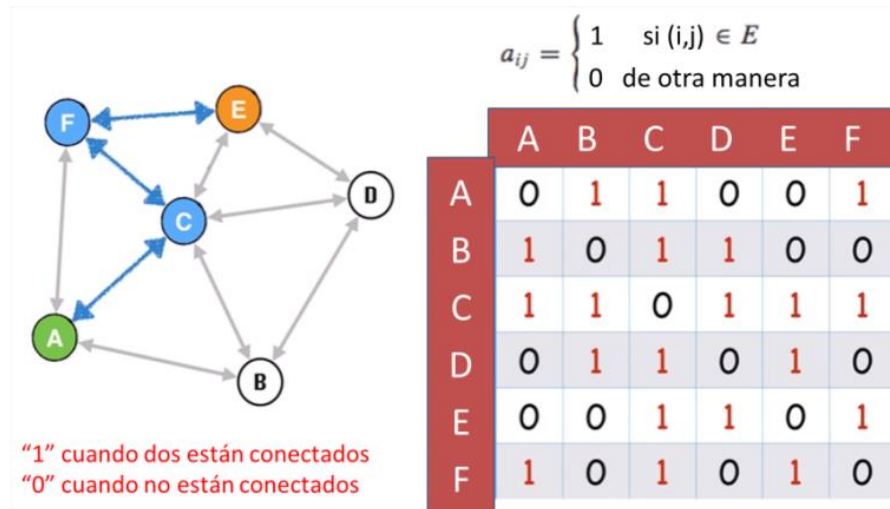 a_{ij} = { 1 si (i,j) ∈ E
0 de otra manera
F
E
D
C
A
B
A B C D E F
A 0 1 1 0 0 1
B 1 0 1 1 0 0
C 1 1 0 1 1 1
D 0 1 1 0 1 0
E 0 0 1 1 0 1
F 1 0 1 0 1 0
“1” cuando dos están conectados
“0” cuando no están conectados